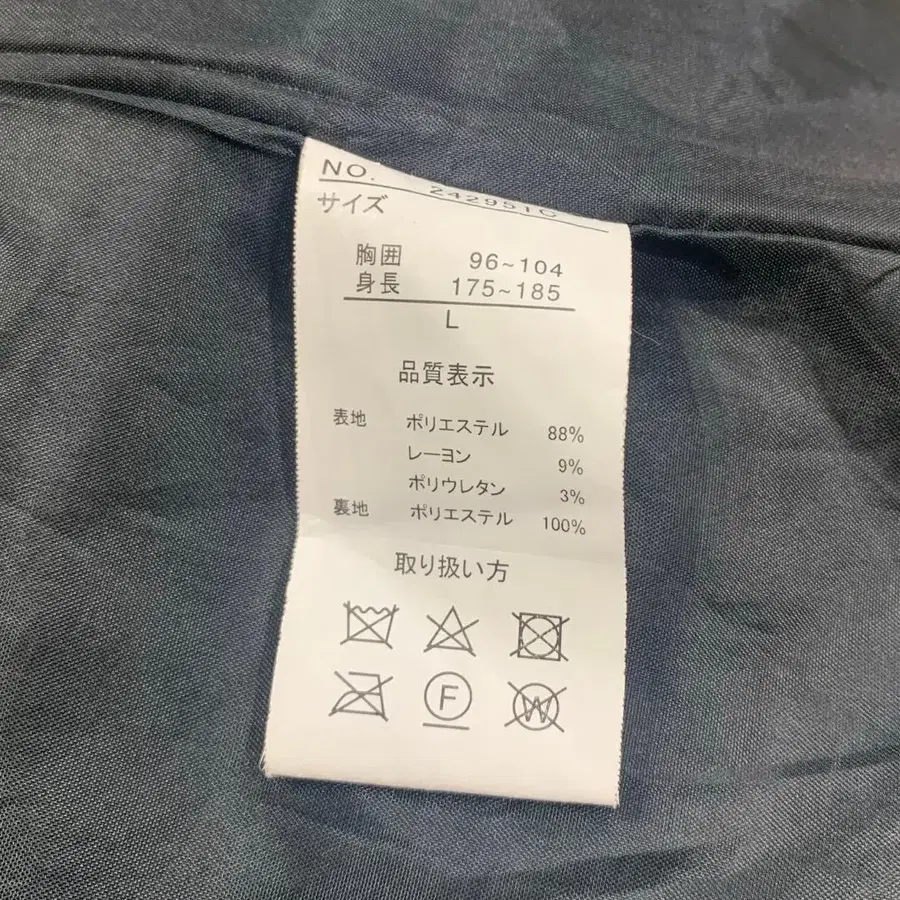 NO. 242951C
サイズ
胸囲 96~104
身長 175~185
L
品質表示
表地 ポリエステル 88%
レーヨン 9%
ポリウレタン 3%
裏地 ポリエステル 100%
取り扱い方
F
W